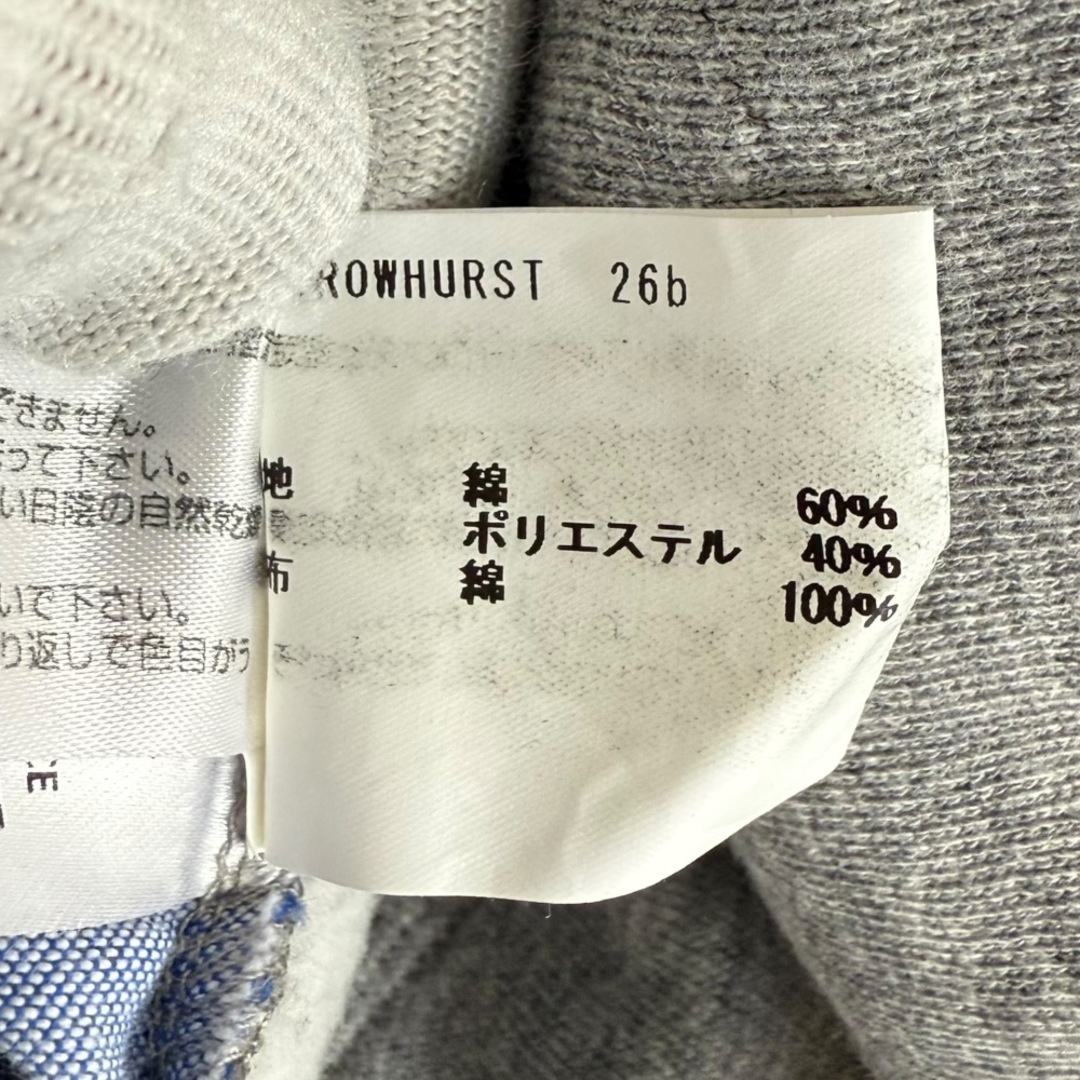 ROWHURST 26b
地 綿 60%
ポリエステル 40%
布 綿 100%
できません。
って下さい。
い日陰の自然乾燥
いて下さい。
り返しで色目がう